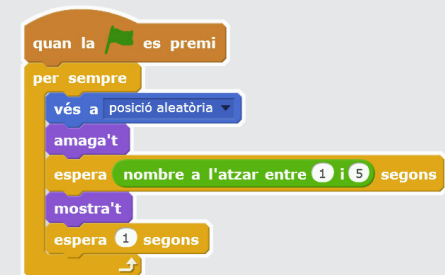 quan la es premi
per sempre
vés a posició aleatòria
amaga't
espera nombre a l'atzar entre 1 i 5 segons
mostra't
espera 1 segons